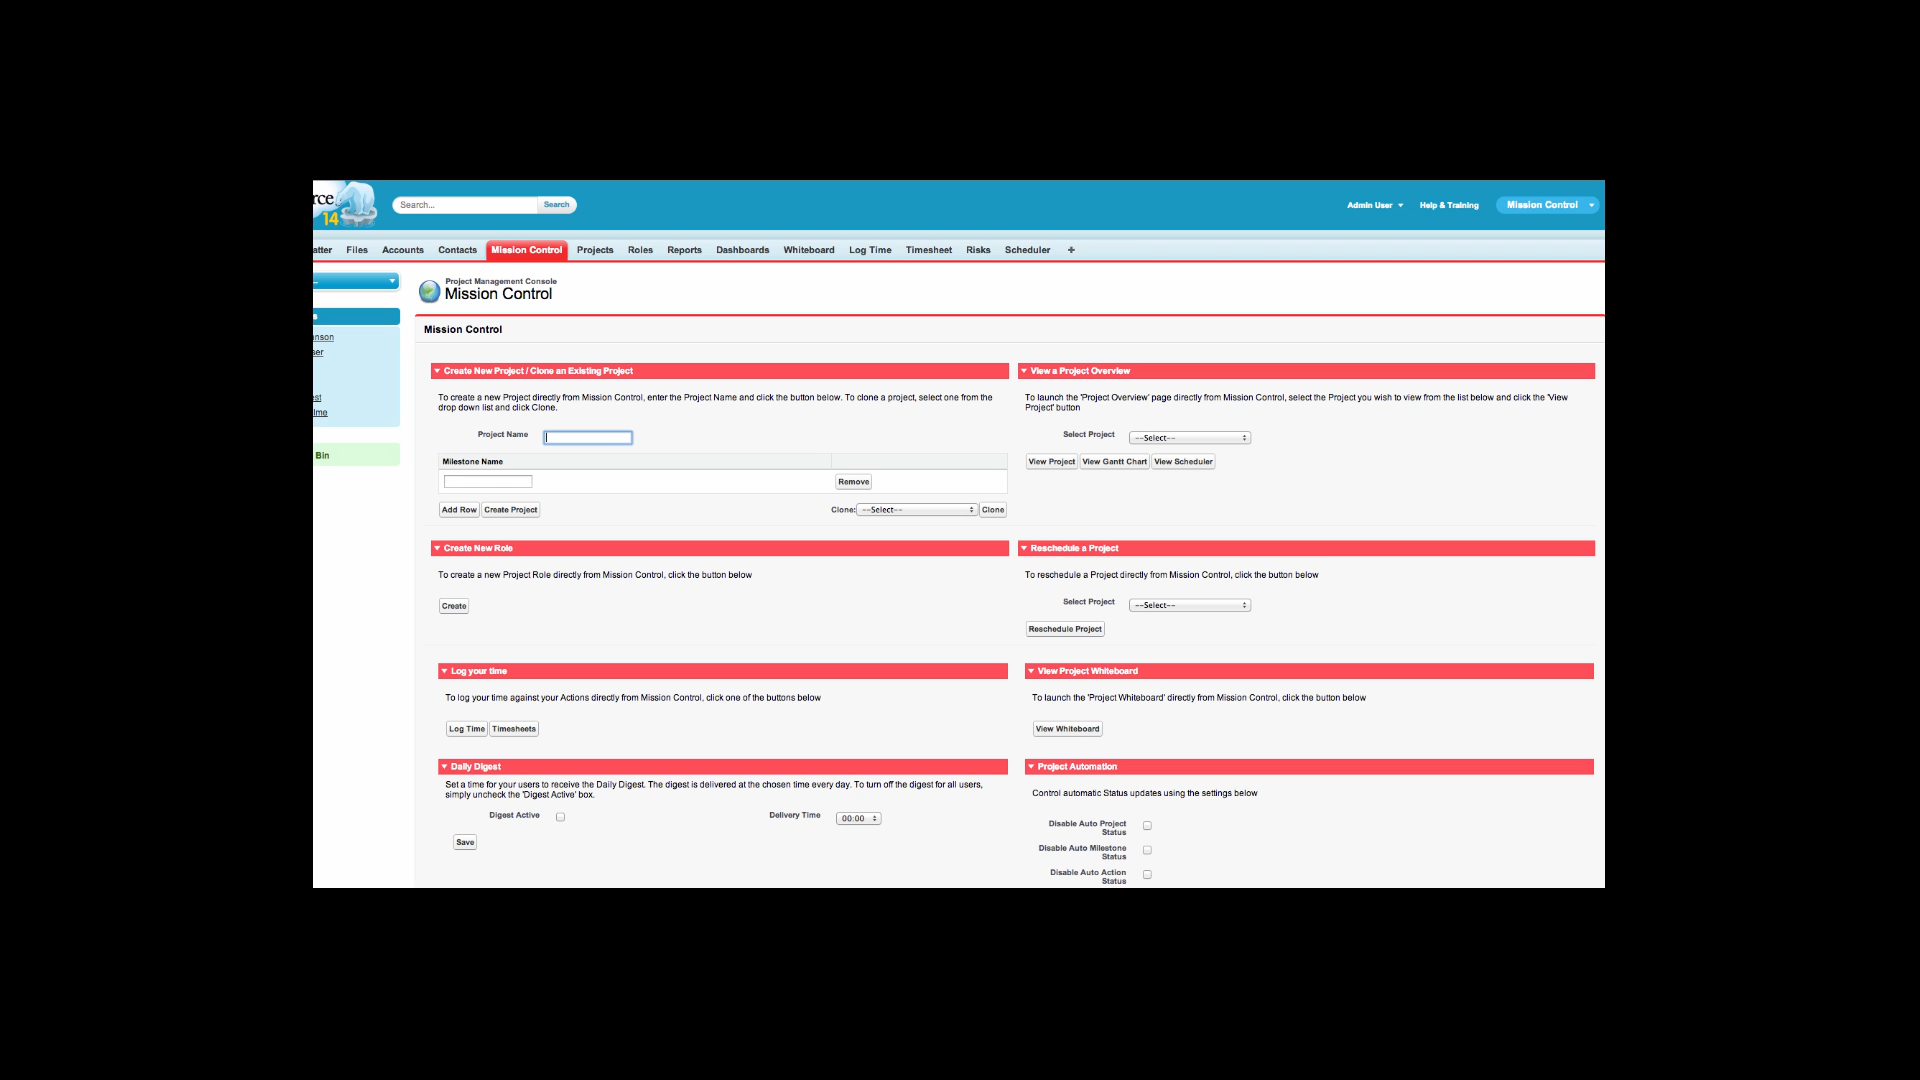 rce
14
Search...
Search
Admin User
Help & Training
Mission Control
atter Files Accounts Contacts Mission Control Projects Roles Reports Dashboards Whiteboard Log Time Timesheet Risks Scheduler +
Project Management Console
Mission Control
s
nson
ser
est
lme
Bin
Mission Control
Create New Project / Clone an Existing Project
To create a new Project directly from Mission Control, enter the Project Name and click the button below. To clone a project, select one from the
drop down list and click Clone.
Project Name
Milestone Name
Remove
Add Row Create Project Clone: --Select-- Clone
View a Project Overview
To launch the 'Project Overview' page directly from Mission Control, select the Project you wish to view from the list below and click the 'View
Project' button
Select Project --Select--
View Project View Gantt Chart View Scheduler
Create New Role
To create a new Project Role directly from Mission Control, click the button below
Create
Reschedule a Project
To reschedule a Project directly from Mission Control, click the button below
Select Project --Select--
Reschedule Project
Log your time
To log your time against your Actions directly from Mission Control, click one of the buttons below
Log Time Timesheets
View Project Whiteboard
To launch the 'Project Whiteboard' directly from Mission Control, click the button below
View Whiteboard
Daily Digest
Set a time for your users to receive the Daily Digest. The digest is delivered at the chosen time every day. To turn off the digest for all users,
simply uncheck the 'Digest Active' box.
Digest Active Delivery Time 00:00
Save
Project Automation
Control automatic Status updates using the settings below
Disable Auto Project
Status
Disable Auto Milestone
Status
Disable Auto Action
Status